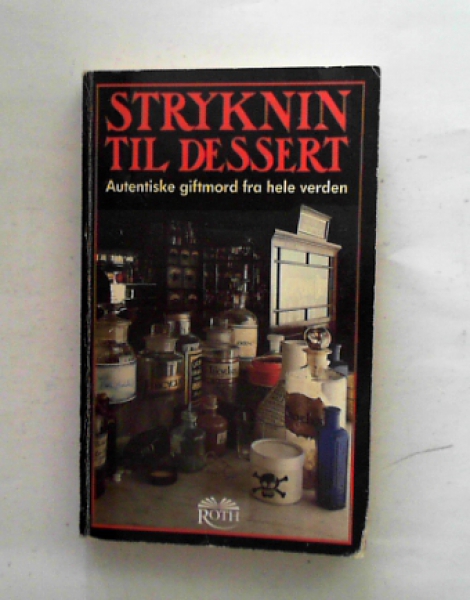 STRYKNIN
TIL DESSERT
Autentiske giftmord fra hele verden
ROTH